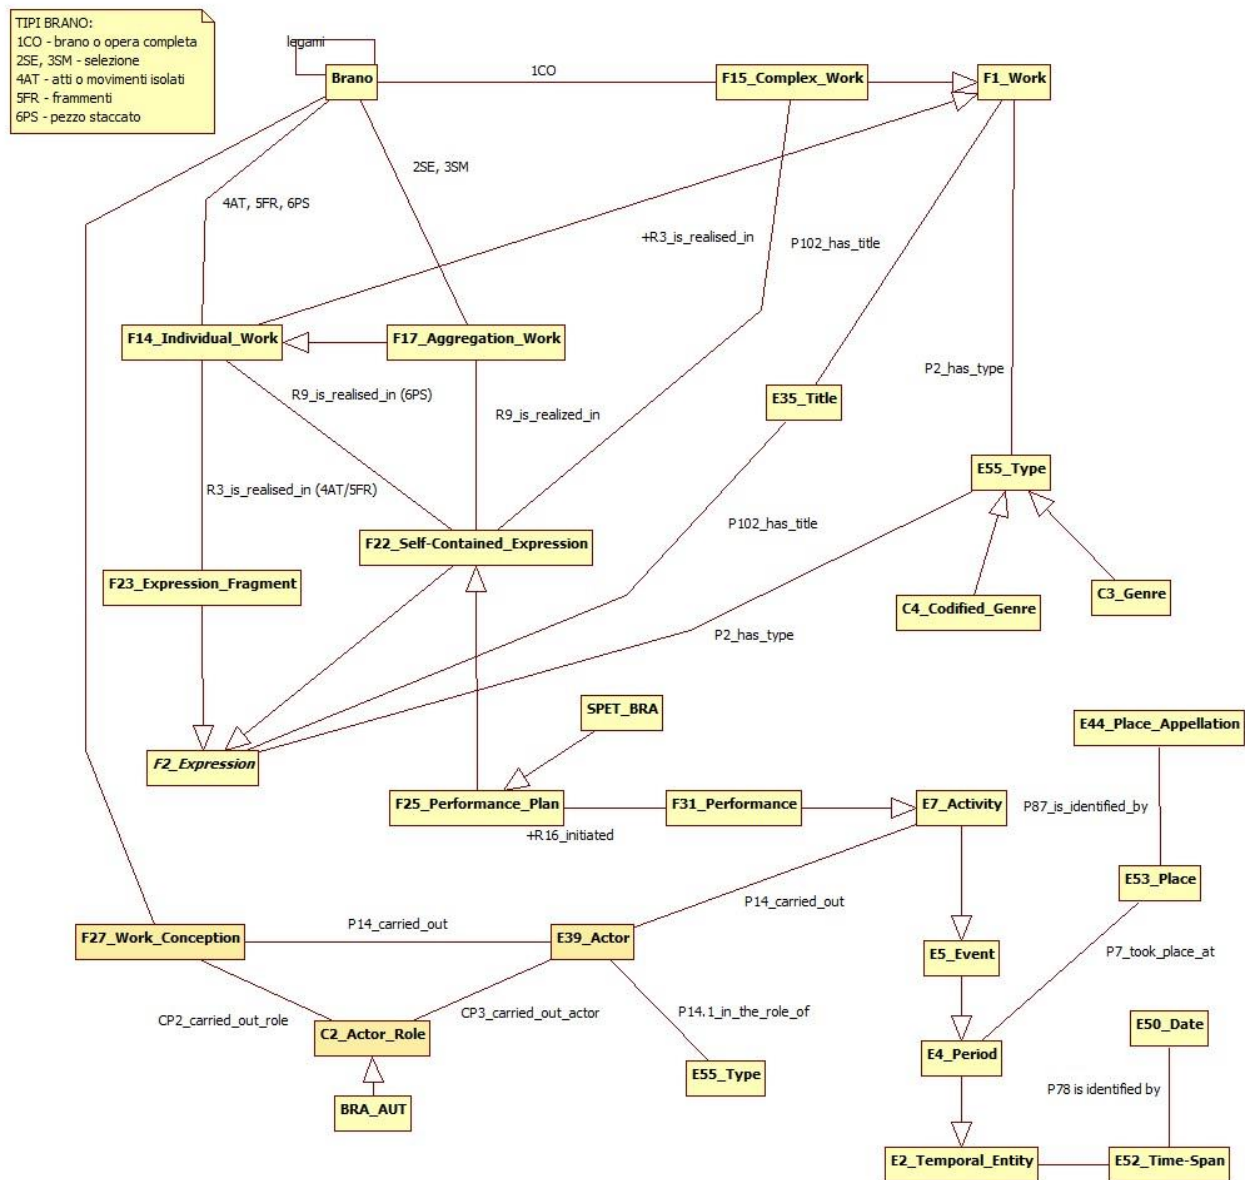 TIPI BRANO:
1CO - brano o opera completa
2SE, 3SM - selezione
4AT - atti o movimenti isolati
5FR - frammenti
6PS - pezzo staccato
legami
Brano
1CO
F15_Complex_Work
F1_Work
2SE, 3SM
4AT, 5FR, 6PS
+R3_is_realised_in
P102_has_title
F14_Individual_Work
F17_Aggregation_Work
P2_has_type
R9_is_realised_in (6PS)
R9_is_realized_in
E35_Title
E55_Type
R3_is_realised_in (4AT/5FR)
P102_has_title
F22_Self-Contained_Expression
F23_Expression_Fragment
C4_Codified_Genre
C3_Genre
P2_has_type
SPET_BRA
E44_Place_Appellation
F2_Expression
F25_Performance_Plan
+R16_initiated
F31_Performance
E7_Activity
P87_is_identified_by
E53_Place
P14_carried_out
P14_carried_out
F27_Work_Conception
E39_Actor
E5_Event
P7_took_place_at
CP2_carried_out_role
CP3_carried_out_actor
P14.1_in_the_role_of
C2_Actor_Role
E50_Date
E4_Period
E55_Type
P78 is identified by
BRA_AUT
E2_Temporal_Entity
E52_Time-Span